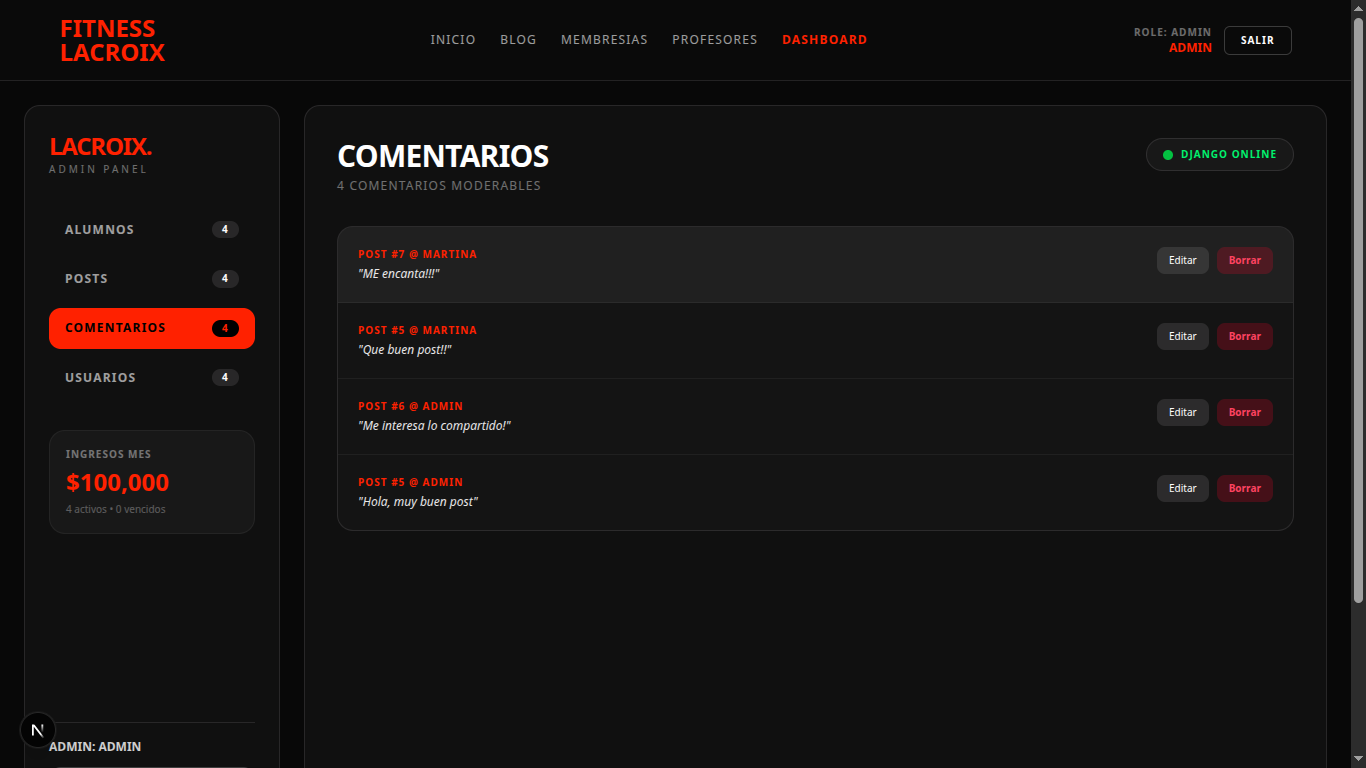 FITNESS
LACROIX
INICIO BLOG MEMBRESIAS PROFESORES DASHBOARD
ROLE: ADMIN
ADMIN
SALIR
LACROIX.
ADMIN PANEL
ALUMNOS 4
POSTS 4
COMENTARIOS 4
USUARIOS 4
INGRESOS MES
$100,000
4 activos • 0 vencidos
ADMIN: ADMIN
COMENTARIOS
4 COMENTARIOS MODERABLES
DJANGO ONLINE
POST #7 @ MARTINA
"ME encanta!!!"
Editar Borrar
POST #5 @ MARTINA
"Que buen post!!"
Editar Borrar
POST #6 @ ADMIN
"Me interesa lo compartido!"
Editar Borrar
POST #5 @ ADMIN
"Hola, muy buen post"
Editar Borrar